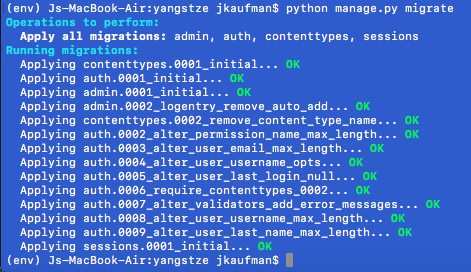 (env) Js-MacBook-Air:yangstze jkaufman$ python manage.py migrate
Operations to perform:
  Apply all migrations: admin, auth, contenttypes, sessions
Running migrations:
  Applying contenttypes.0001_initial... OK
  Applying auth.0001_initial... OK
  Applying admin.0001_initial... OK
  Applying admin.0002_logentry_remove_auto_add... OK
  Applying contenttypes.0002_remove_content_type_name... OK
  Applying auth.0002_alter_permission_name_max_length... OK
  Applying auth.0003_alter_user_email_max_length... OK
  Applying auth.0004_alter_user_username_opts... OK
  Applying auth.0005_alter_user_last_login_null... OK
  Applying auth.0006_require_contenttypes_0002... OK
  Applying auth.0007_alter_validators_add_error_messages... OK
  Applying auth.0008_alter_user_username_max_length... OK
  Applying auth.0009_alter_user_last_name_max_length... OK
  Applying sessions.0001_initial... OK
(env) Js-MacBook-Air:yangstze jkaufman$